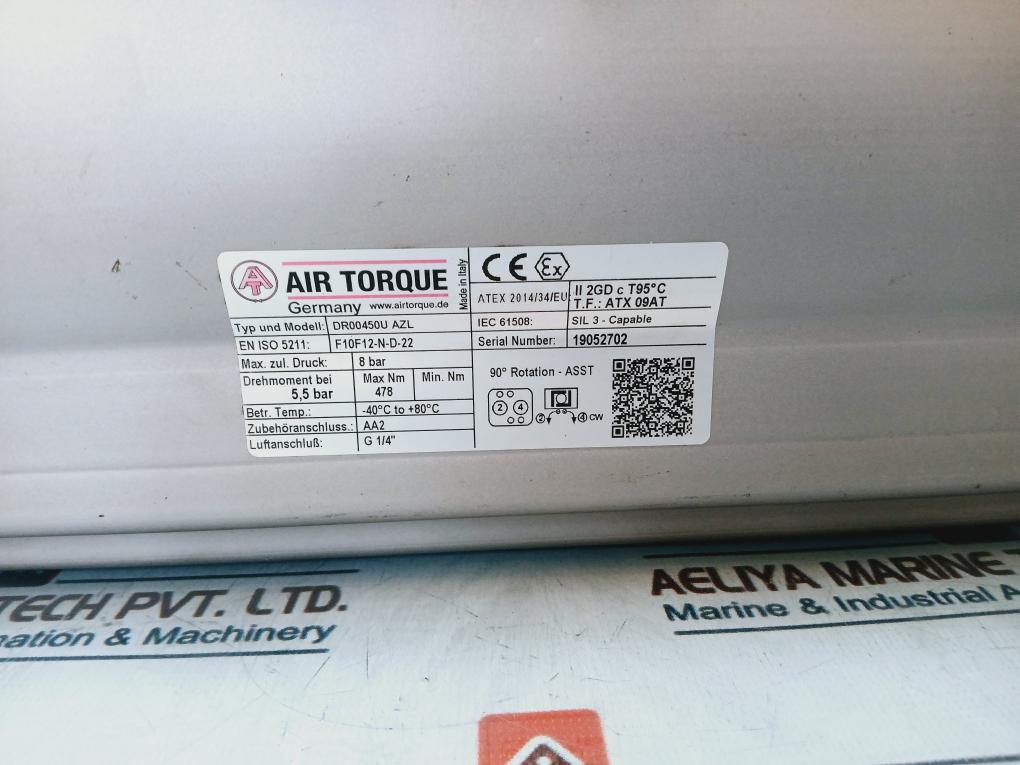 AT
AIR TORQUE
Germany www.airtorque.de
Made in Italy
Typ und Modell: DR00450U AZL
EN ISO 5211: F10F12-N-D-22
Max. zul. Druck: 8 bar
Drehmoment bei 5,5 bar Max Nm 478 Min. Nm
Betr. Temp.: -40°C to +80°C
Zubehöranschluss.: AA2
Luftanschluß: G 1/4"
CE Ex
ATEX 2014/34/EU: II 2GD c T95°C
T.F.: ATX 09AT
IEC 61508: SIL 3 - Capable
Serial Number: 19052702
90° Rotation - ASST
2 4 2 4 CW
TECH PVT. LTD.
& Machinery
AELIYA MARINE
Marine & Industrial